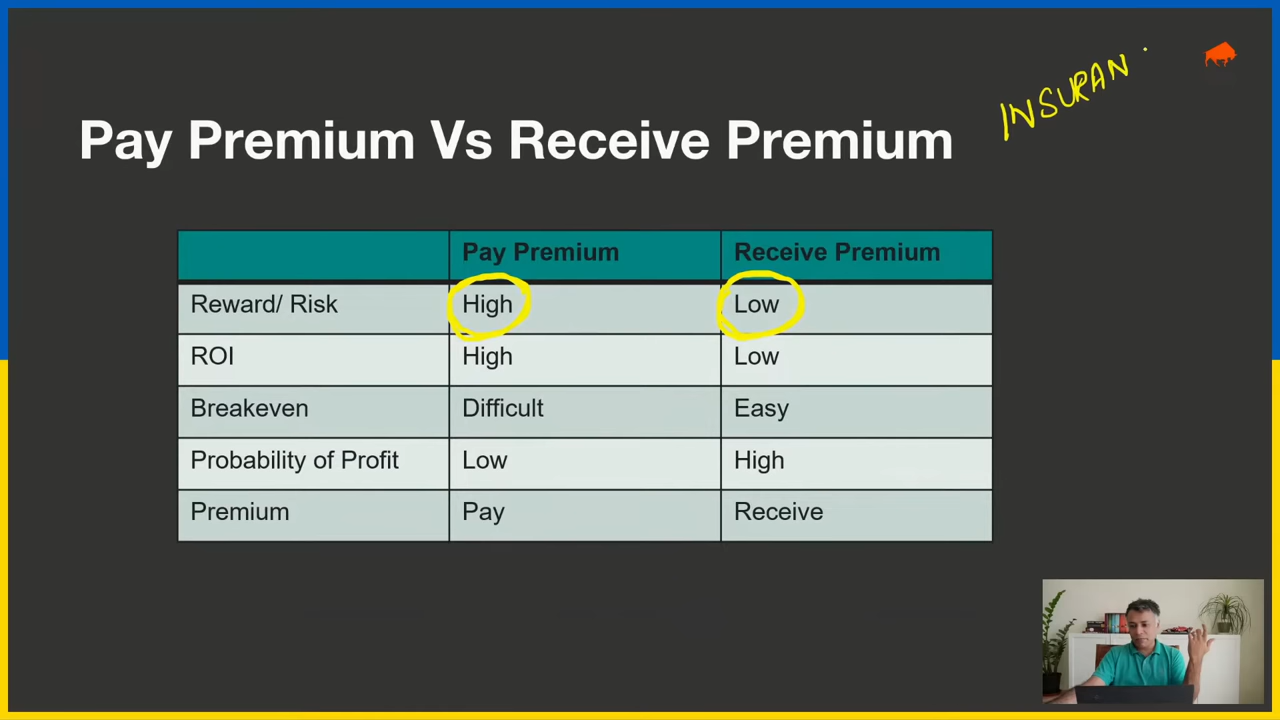 INSURAN
Pay Premium Vs Receive Premium
Pay Premium Receive Premium
Reward/ Risk High Low
ROI High Low
Breakeven Difficult Easy
Probability of Profit Low High
Premium Pay Receive